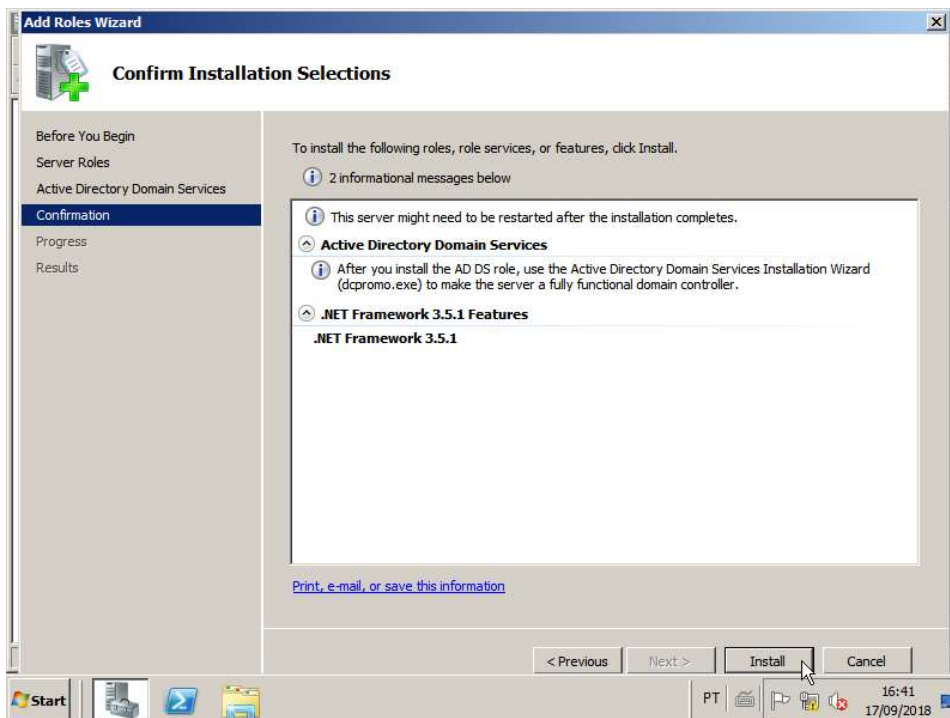 Add Roles Wizard
Confirm Installation Selections
Before You Begin
Server Roles
Active Directory Domain Services
Confirmation
Progress
Results
To install the following roles, role services, or features, click Install.
2 informational messages below
This server might need to be restarted after the installation completes.
Active Directory Domain Services
After you install the AD DS role, use the Active Directory Domain Services Installation Wizard
(dcpromo.exe) to make the server a fully functional domain controller.
.NET Framework 3.5.1 Features
.NET Framework 3.5.1
Print, e-mail, or save this information
< Previous
Next >
Install
Cancel
Start
PT
16:41
17/09/2018